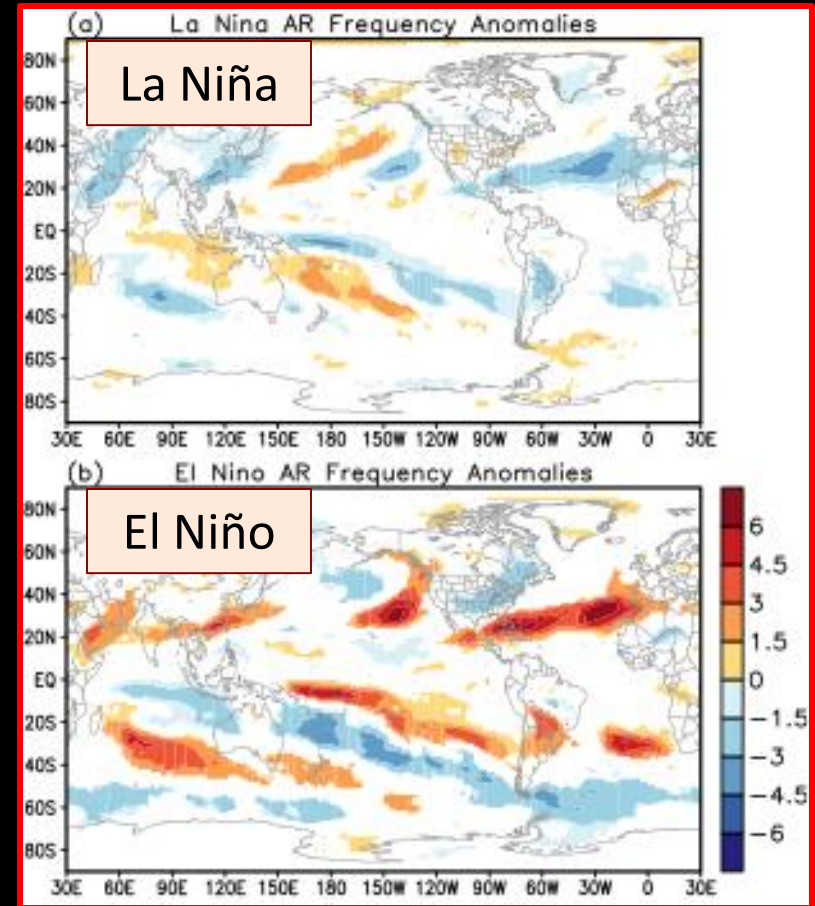 (a) La Nina AR Frequency Anomalies
La Niña
80N
60N
40N
20N
EQ
20S
40S
60S
80S
30E 60E 90E 120E 150E 180 150W 120W 90W 60W 30W 0 30E
(b) El Nino AR Frequency Anomalies
El Niño
80N
60N
40N
20N
EQ
20S
40S
60S
80S
30E 60E 90E 120E 150E 180 150W 120W 90W 60W 30W 0 30E
6
4.5
3
1.5
0
−1.5
−3
−4.5
−6